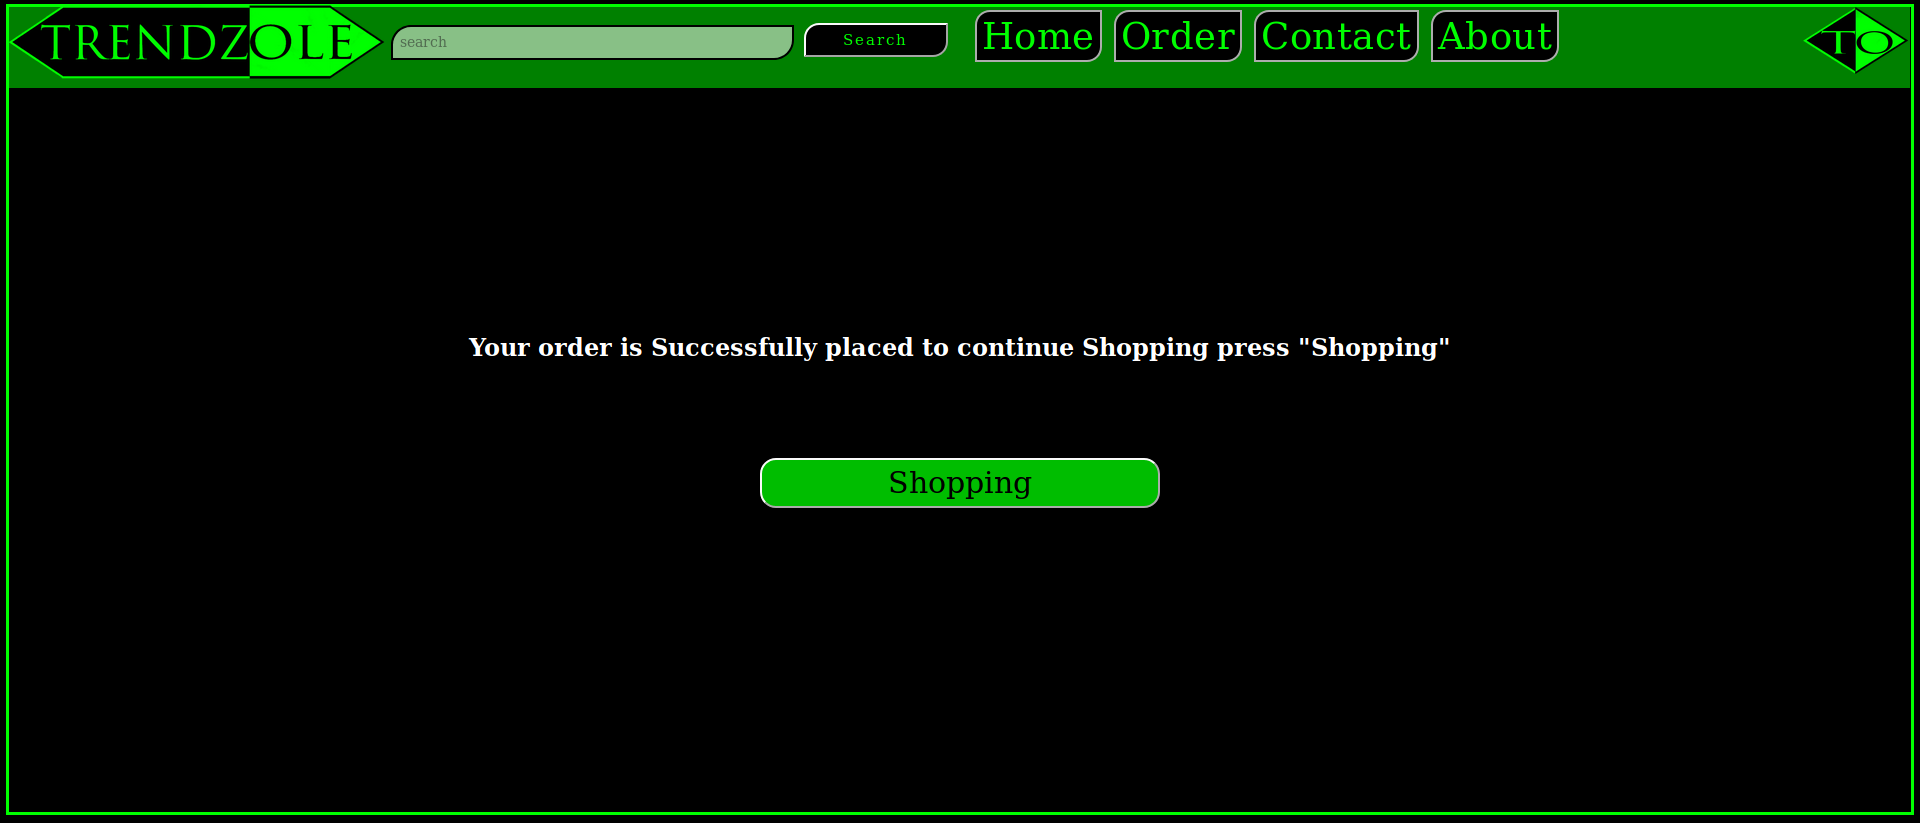 TRENDZOLE search Search Home Order Contact About TO
Your order is Successfully placed to continue Shopping press "Shopping"
Shopping